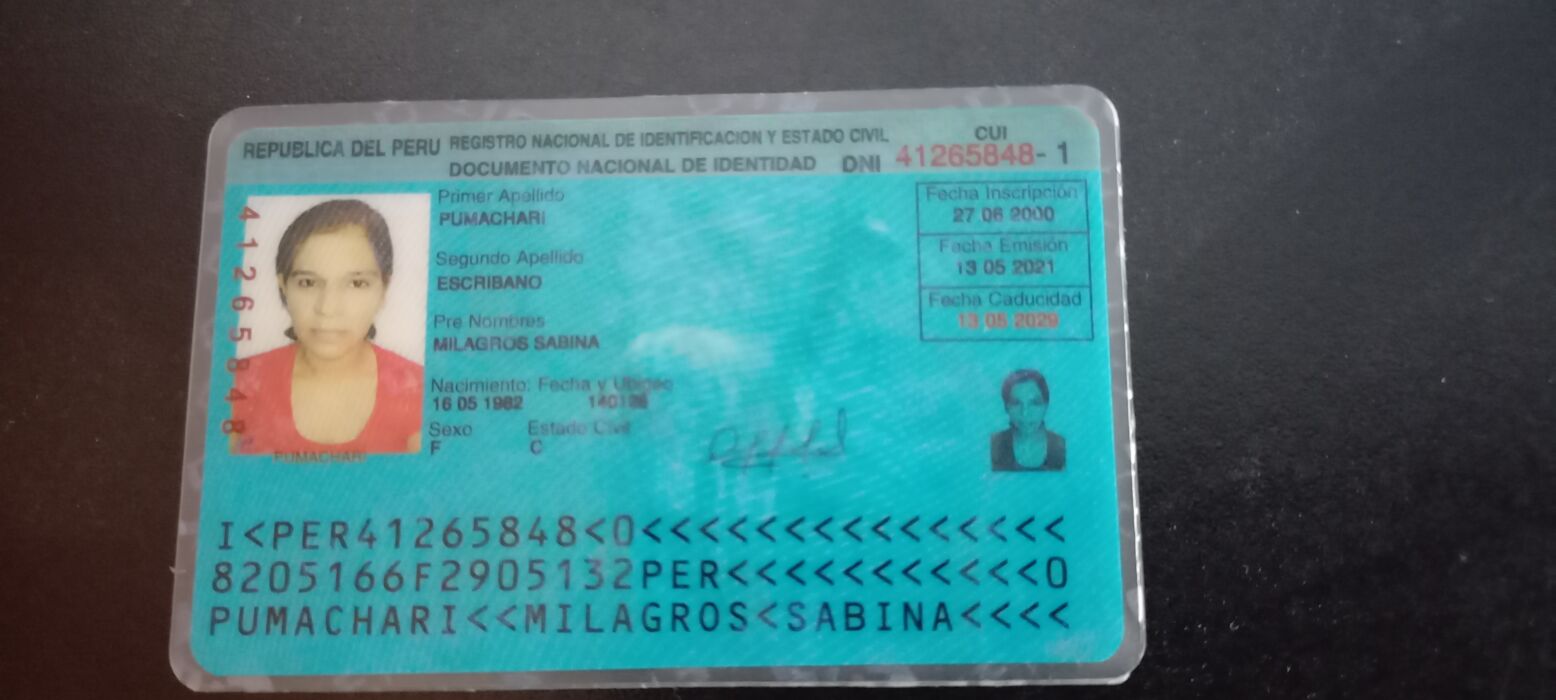 REPUBLICA DEL PERU REGISTRO NACIONAL DE IDENTIFICACION Y ESTADO CIVIL
DOCUMENTO NACIONAL DE IDENTIDAD DNI 41265848 - 1
CUI
Primer Apellido
PUMACHARI
Segundo Apellido
ESCRIBANO
Pre Nombres
MILAGROS SABINA
Nacimiento: Fecha y Ubigeo
16 05 1982
Sexo Estado Civil
F C
Fecha Inscripción
27 06 2000
Fecha Emisión
13 05 2021
Fecha Caducidad
13 05 2029
41265848
PUMACHARI
I<PER41265848<0<<<<<<<<<<<<<<<
8205166F2905132PER<<<<<<<<<<<0
PUMACHARI<<MILAGROS<SABINA<<<<